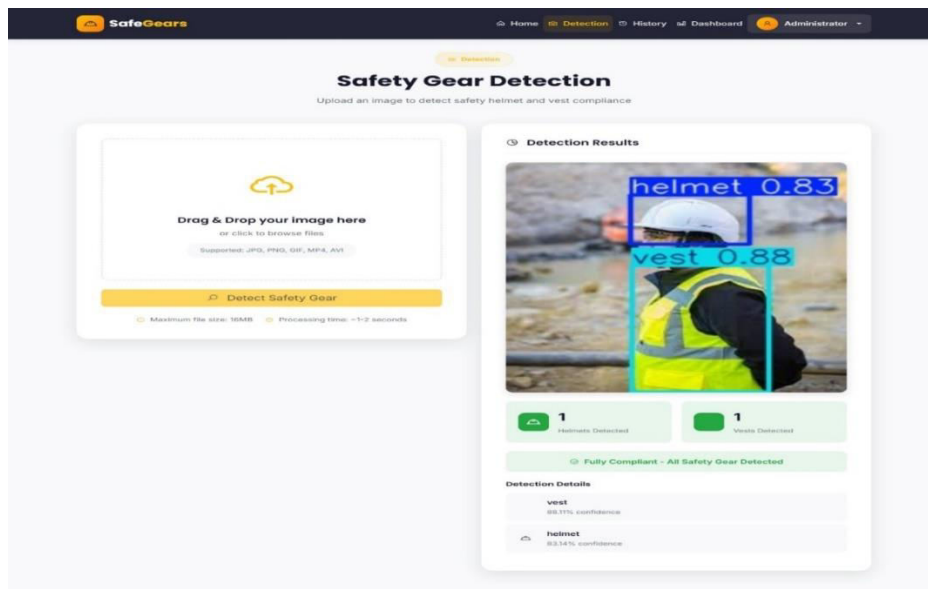 SafeGears
Home Detection History Dashboard Administrator
Detection
Safety Gear Detection
Upload an image to detect safety helmet and vest compliance
Drag & Drop your image here
or click to browse files
Supported: JPG, PNG, GIF, MP4, AVI
Detect Safety Gear
Maximum file size: 16MB Processing time: ~1-2 seconds
Detection Results
helmet 0.83
vest 0.88
1
Helmets Detected
1
Vests Detected
Fully Compliant - All Safety Gear Detected
Detection Details
vest
88.11% confidence
helmet
83.14% confidence